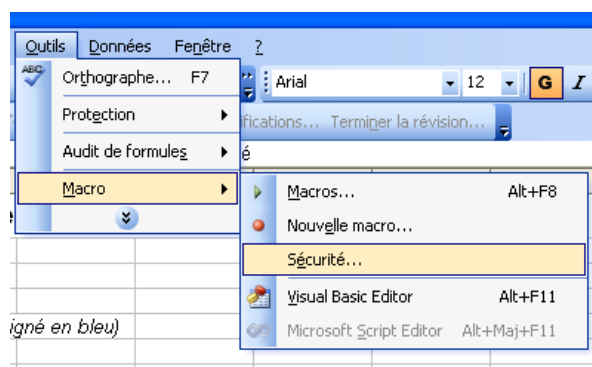 Outils Données Fenêtre ?
ABC Orthographe... F7
Arial 12 G I
Protection
ifications... Terminer la révision...
Audit de formules
é
Macro
Macros... Alt+F8
Nouvelle macro...
Sécurité...
Visual Basic Editor Alt+F11
igné en bleu)
Microsoft Script Editor Alt+Maj+F11